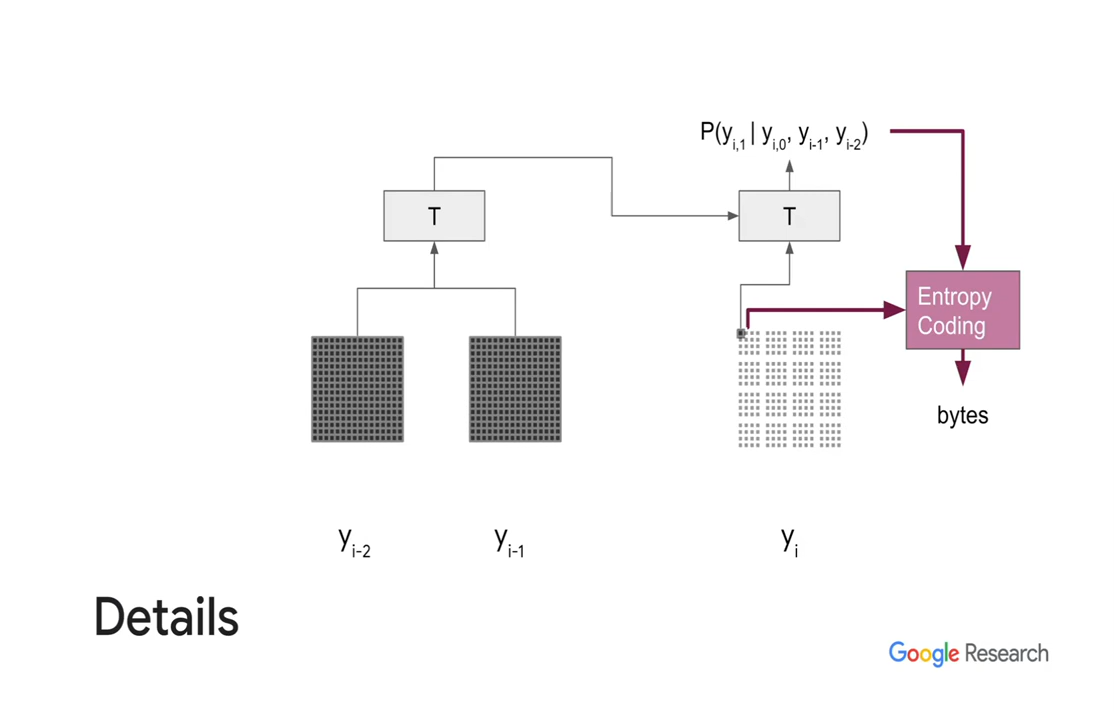 P(y_{i,1} | y_{i,0}, y_{i-1}, y_{i-2})
T
T
Entropy
Coding
bytes
y_{i-2}
y_{i-1}
y_i
Details
Google Research